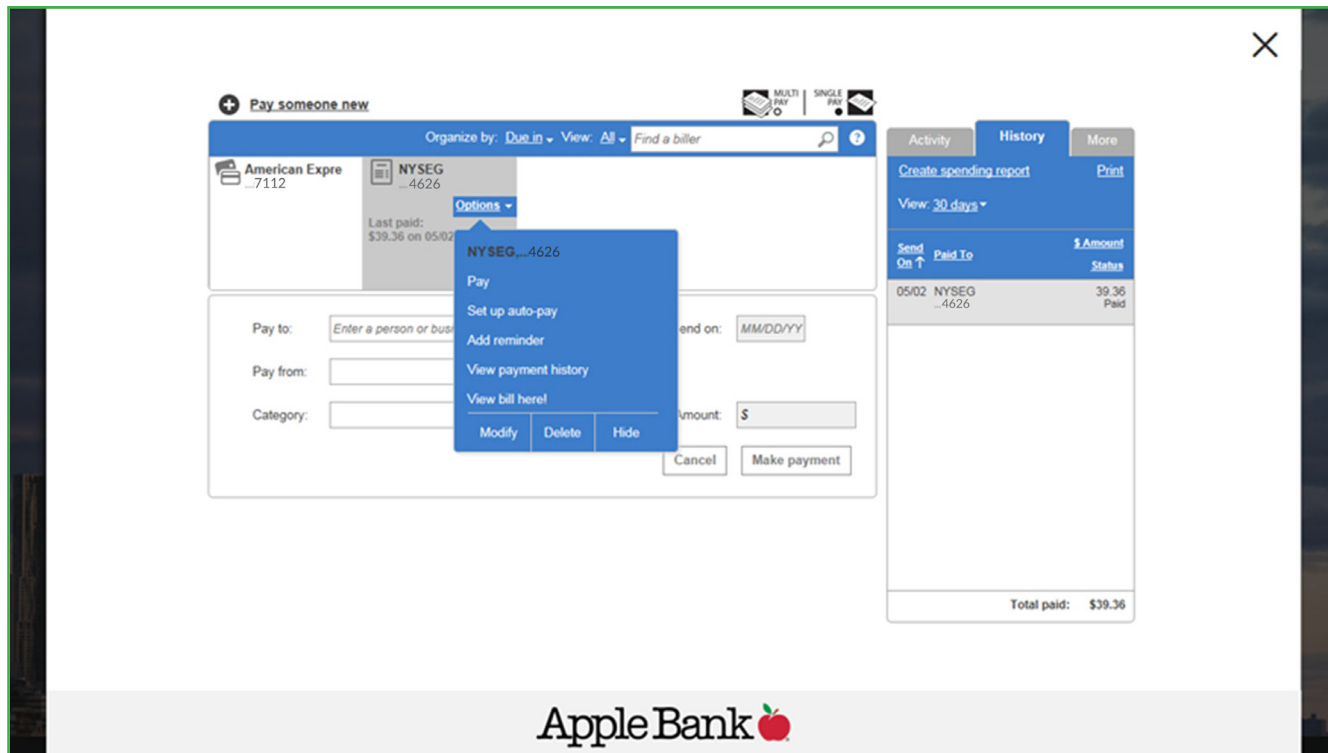 Pay someone new
MULTI PAY
SINGLE PAY
Organize by: Due in View: All Find a biller ?
American Expre
...7112
NYSEG
...4626
Options
Last paid:
$39.36 on 05/02
NYSEG,...4626
Pay
Set up auto-pay
Add reminder
View payment history
View bill here!
Modify Delete Hide
Pay to: Enter a person or busi
end on: MM/DD/YY
Pay from:
Category:
Amount: $
Cancel Make payment
Activity History More
Create spending report Print
View: 30 days
Send On ↑ Paid To $ Amount
Status
05/02 NYSEG 39.36
...4626 Paid
Total paid: $39.36
Apple Bank